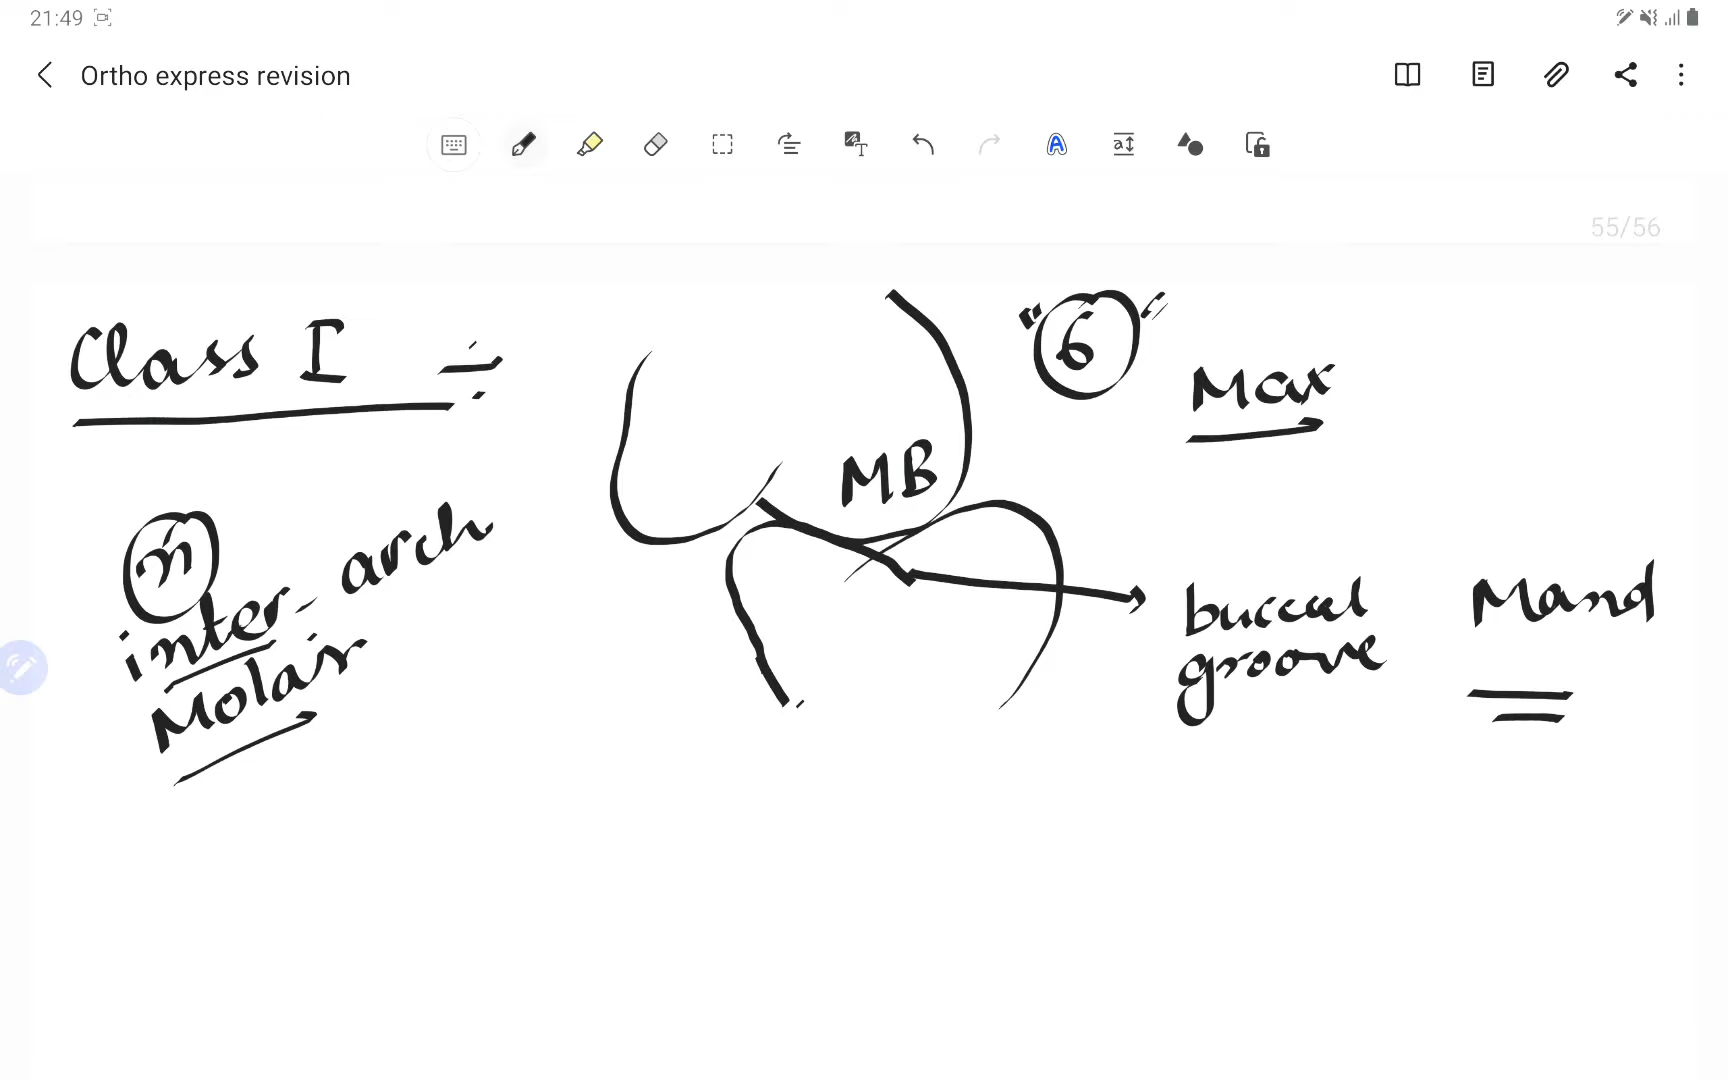 21:49
Ortho express revision
55/56
Class I ÷
"6"
Max
MB
n
inter-arch
Molar
buccal
groove
Mand